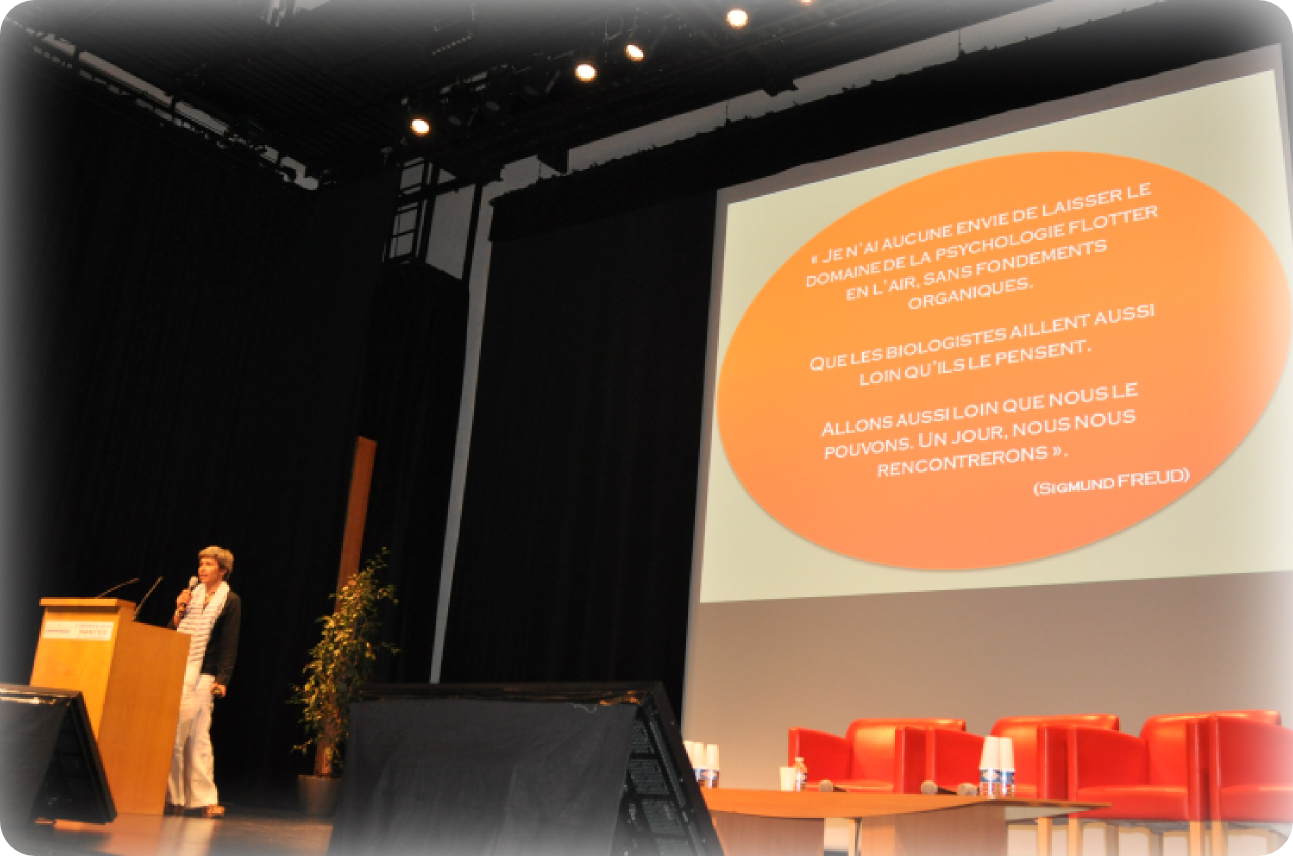 « JE N'AI AUCUNE ENVIE DE LAISSER LE
DOMAINE DE LA PSYCHOLOGIE FLOTTER
EN L'AIR, SANS FONDEMENTS
ORGANIQUES.
QUE LES BIOLOGISTES AILLENT AUSSI
LOIN QU'ILS LE PENSENT.
ALLONS AUSSI LOIN QUE NOUS LE
POUVONS. UN JOUR, NOUS NOUS
RENCONTRERONS ».
(SIGMUND FREUD)
NANTES